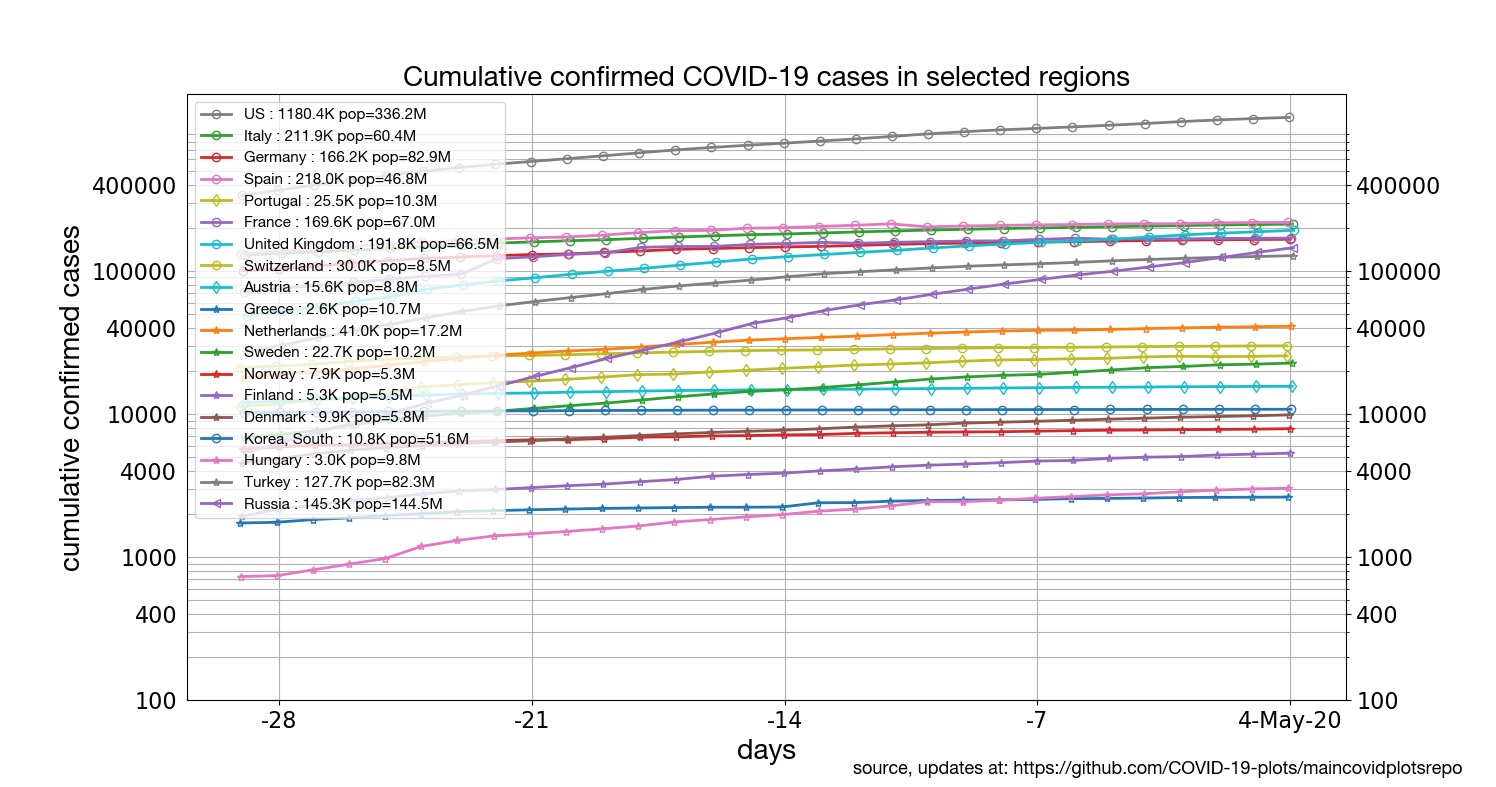 Cumulative confirmed COVID-19 cases in selected regions
US : 1180.4K pop=336.2M
Italy : 211.9K pop=60.4M
Germany : 166.2K pop=82.9M
Spain : 218.0K pop=46.8M
Portugal : 25.5K pop=10.3M
France : 169.6K pop=67.0M
United Kingdom : 191.8K pop=66.5M
Switzerland : 30.0K pop=8.5M
Austria : 15.6K pop=8.8M
Greece : 2.6K pop=10.7M
Netherlands : 41.0K pop=17.2M
Sweden : 22.7K pop=10.2M
Norway : 7.9K pop=5.3M
Finland : 5.3K pop=5.5M
Denmark : 9.9K pop=5.8M
Korea, South : 10.8K pop=51.6M
Hungary : 3.0K pop=9.8M
Turkey : 127.7K pop=82.3M
Russia : 145.3K pop=144.5M
cumulative confirmed cases
400000
100000
40000
10000
4000
1000
400
100
400000
100000
40000
10000
4000
1000
400
100
-28
-21
-14
-7
4-May-20
days
source, updates at: https://github.com/COVID-19-plots/maincovidplotsrepo